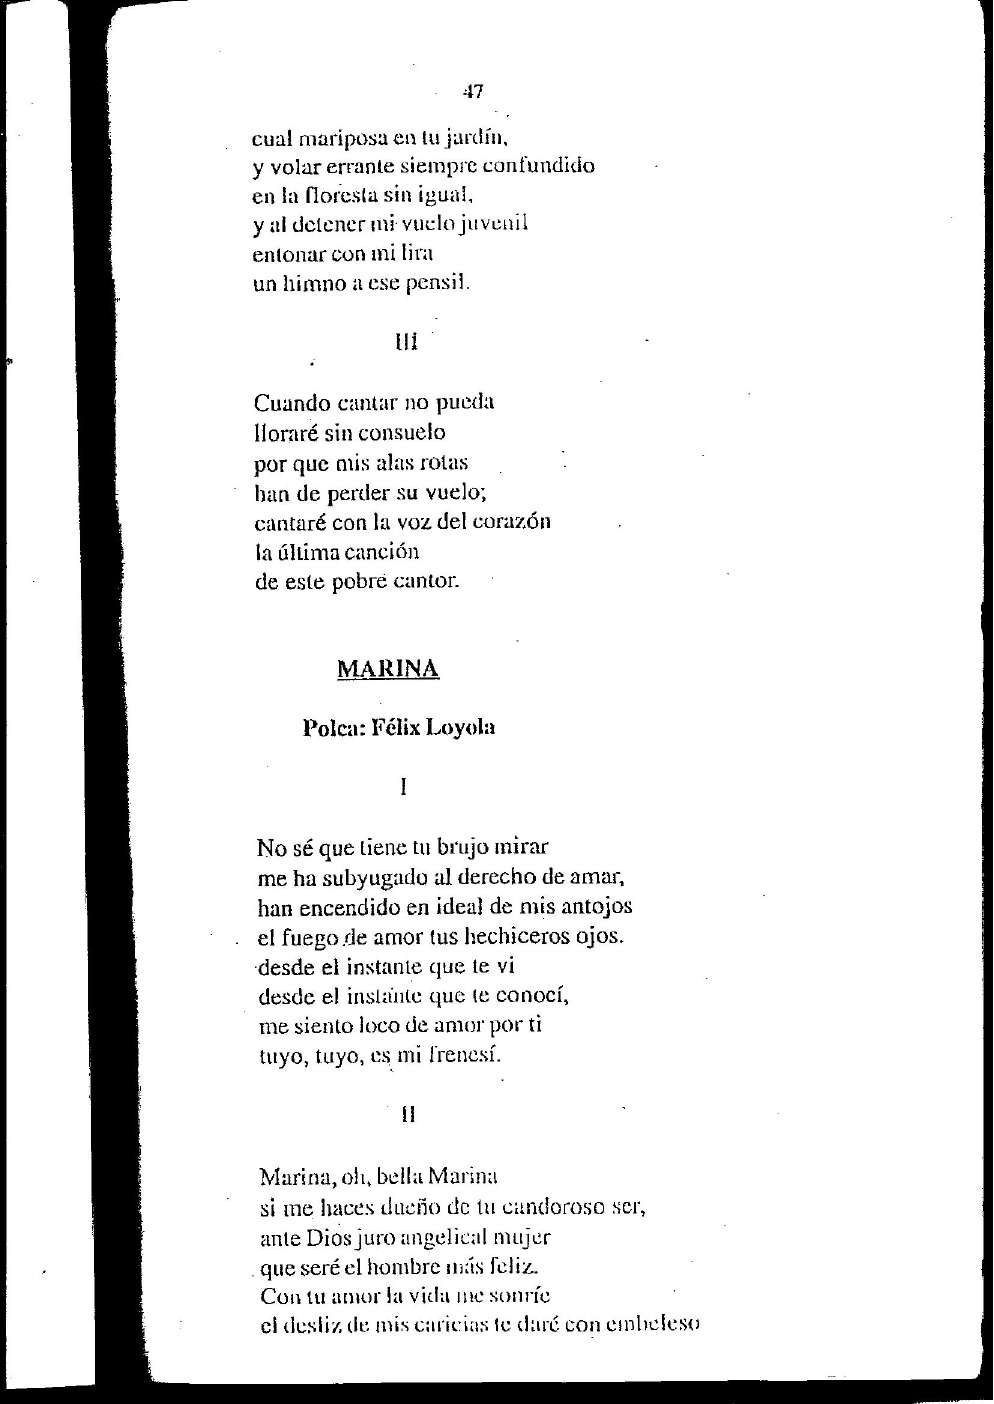 47
cual mariposa en tu jardín,
y volar errante siempre confundido
en la floresta sin igual,
y al detener mi vuelo juvenil
entonar con mi lira
un himno a ese pensil.
III
Cuando cantar no pueda
lloraré sin consuelo
por que mis alas rotas
han de perder su vuelo;
cantaré con la voz del corazón
la última canción
de este pobre cantor.
MARINA
Polca: Félix Loyola
I
No sé que tiene tu brujo mirar
me ha subyugado al derecho de amar,
han encendido en ideal de mis antojos
el fuego de amor tus hechiceros ojos.
desde el instante que te vi
desde el instante que te conocí,
me siento loco de amor por ti
tuyo, tuyo, es mi frenesí.
II
Marina, oh, bella Marina
si me haces dueño de tu candoroso ser,
ante Dios juro angelical mujer
que seré el hombre más feliz.
Con tu amor la vida me sonríe
el desliz de mis caricias te daré con embeleso